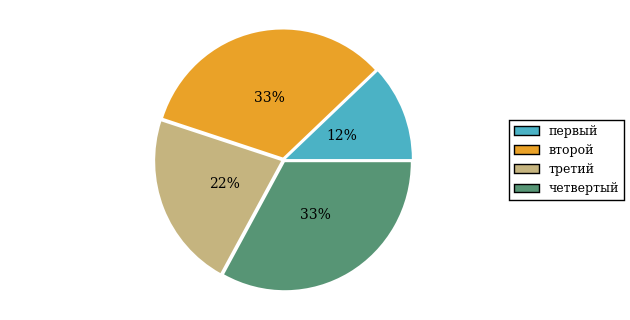 33%
12%
22%
33%
первый
второй
третий
четвертый